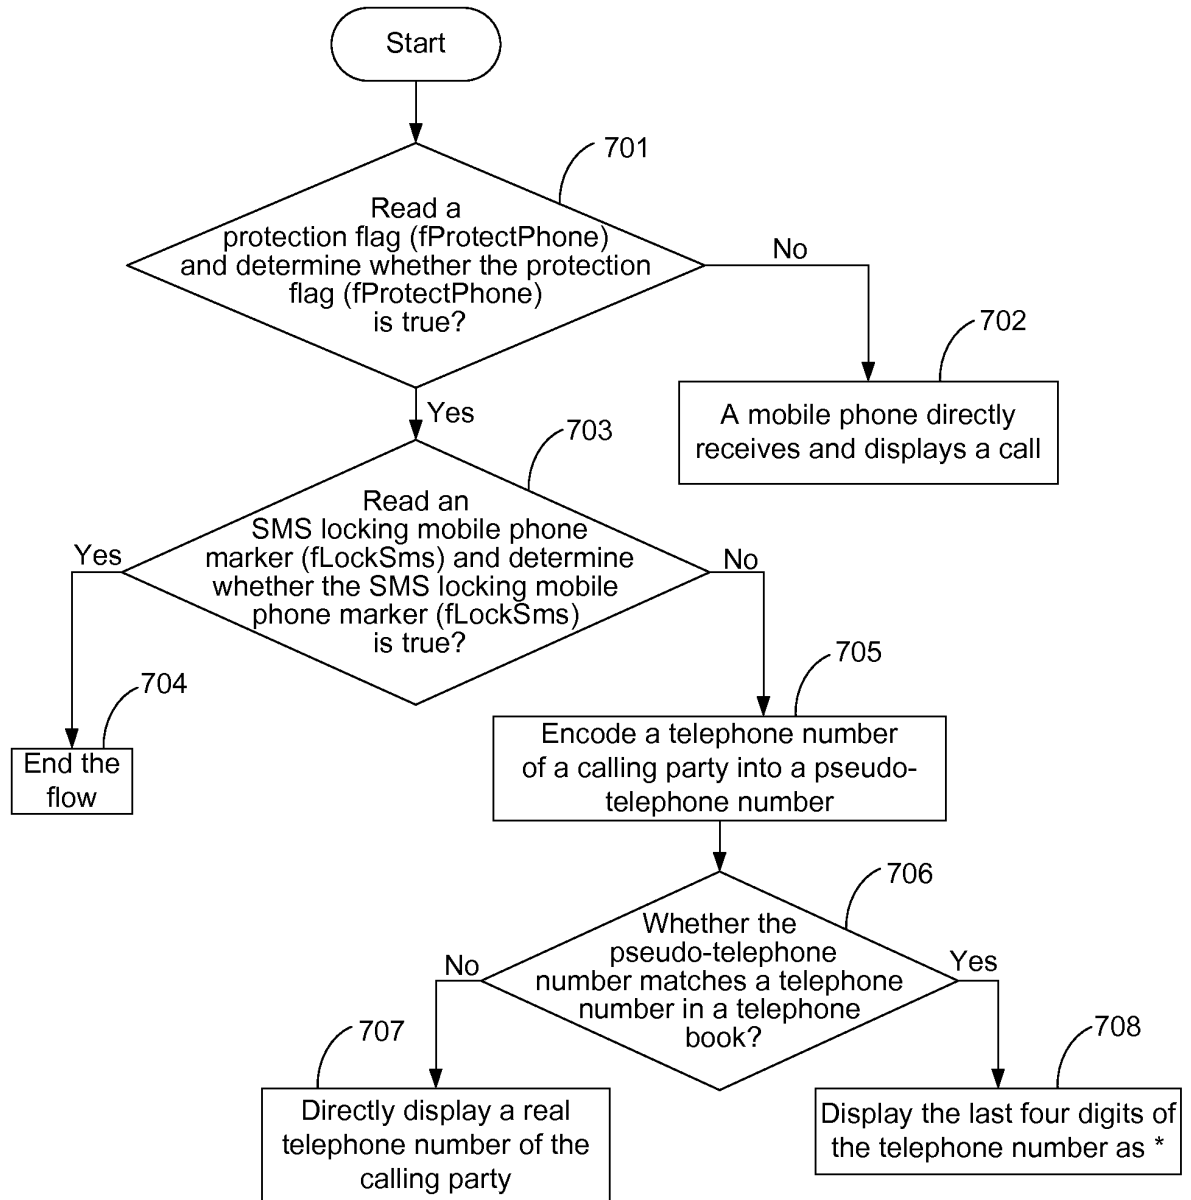 Start
701
Read a
protection flag (fProtectPhone)
and determine whether the protection
flag (fProtectPhone)
is true?
No
702
A mobile phone directly
receives and displays a call
Yes
703
Read an
SMS locking mobile phone
marker (fLockSms) and determine
whether the SMS locking mobile
phone marker (fLockSms)
is true?
Yes
No
704
End the
flow
705
Encode a telephone number
of a calling party into a pseudo-
telephone number
706
Whether the
pseudo-telephone
number matches a telephone
number in a telephone
book?
No
Yes
707
Directly display a real
telephone number of the
calling party
708
Display the last four digits of
the telephone number as *